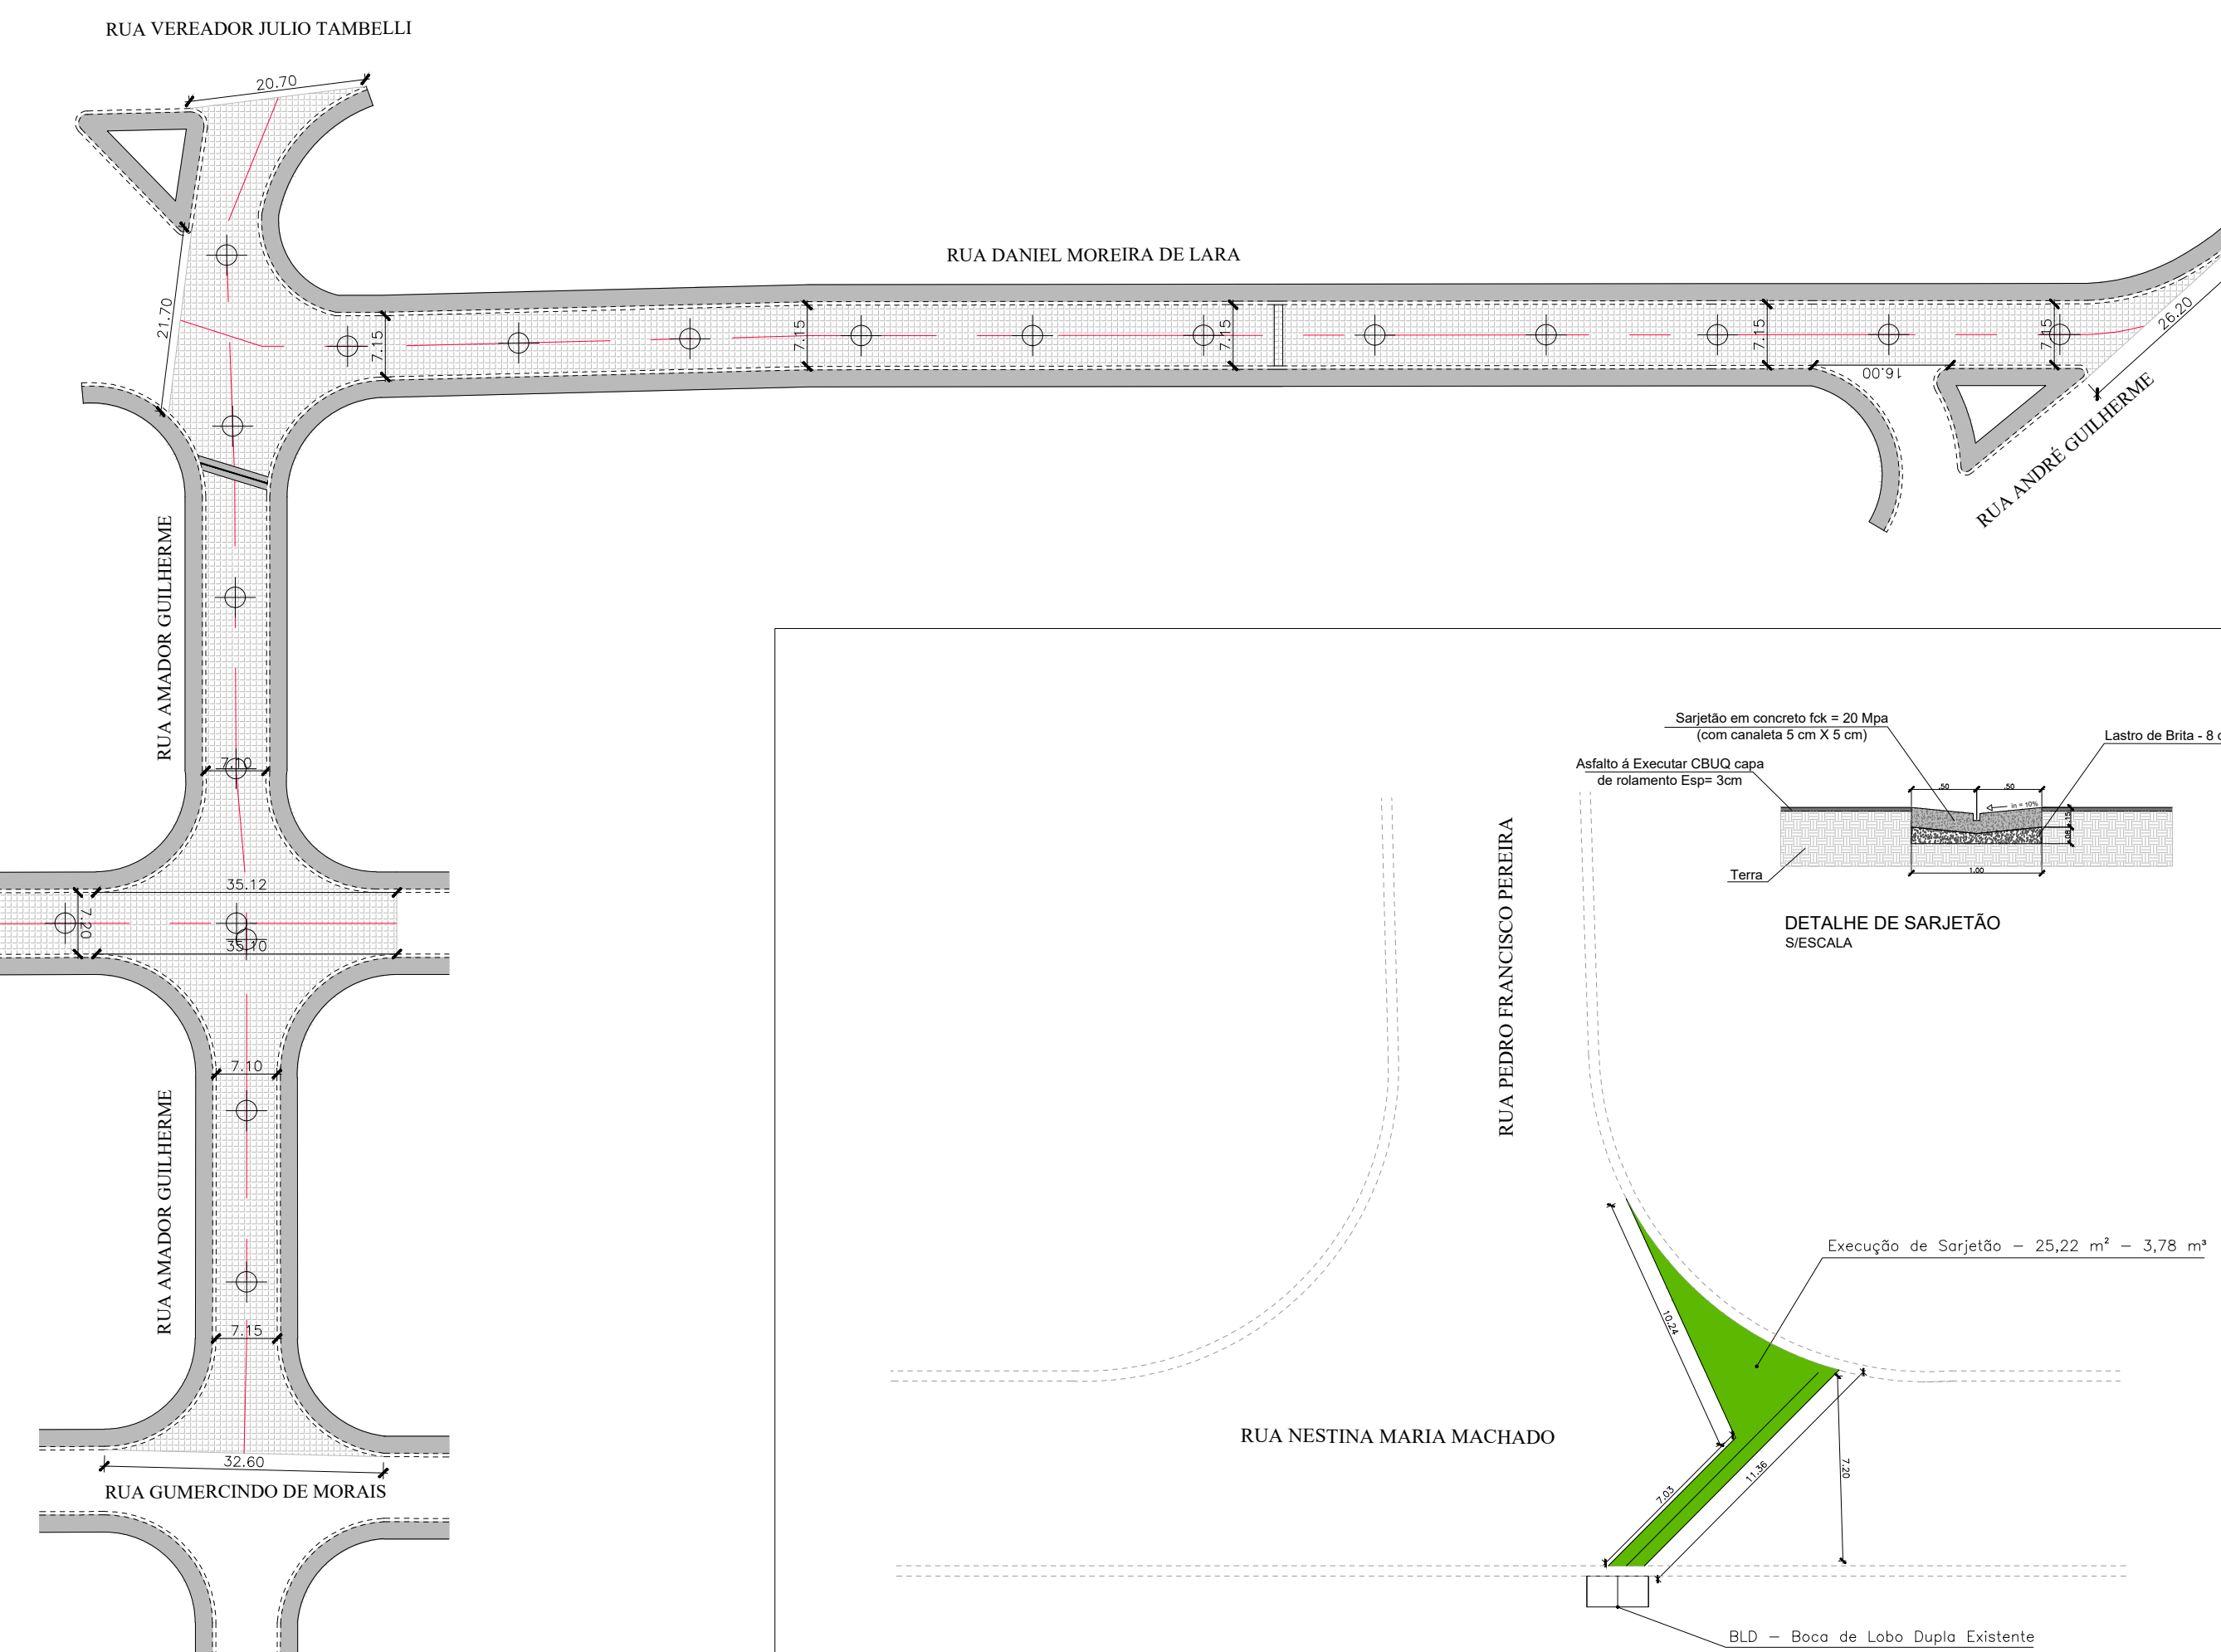 RUA VEREADOR JULIO TAMBELLI
20.70
21.70
RUA DANIEL MOREIRA DE LARA
7.15
7.15
7.15
7.15
7.15
16.00
26.20
RUA ANDRÉ GUILHERME
RUA AMADOR GUILHERME
7.10
35.12
7.20
35.10
7.10
RUA AMADOR GUILHERME
7.15
32.60
RUA GUMERCINDO DE MORAIS
Sarjetão em concreto fck = 20 Mpa
(com canaleta 5 cm X 5 cm)
Lastro de Brita - 8 c
Asfalto á Executar CBUQ capa
de rolamento Esp= 3cm
.50
.50
in = 10%
.15
.08
1.00
Terra
DETALHE DE SARJETÃO
S/ESCALA
RUA PEDRO FRANCISCO PEREIRA
Execução de Sarjetão - 25,22 m² - 3,78 m³
10.24
RUA NESTINA MARIA MACHADO
7.03
11.36
7.20
BLD - Boca de Lobo Dupla Existente